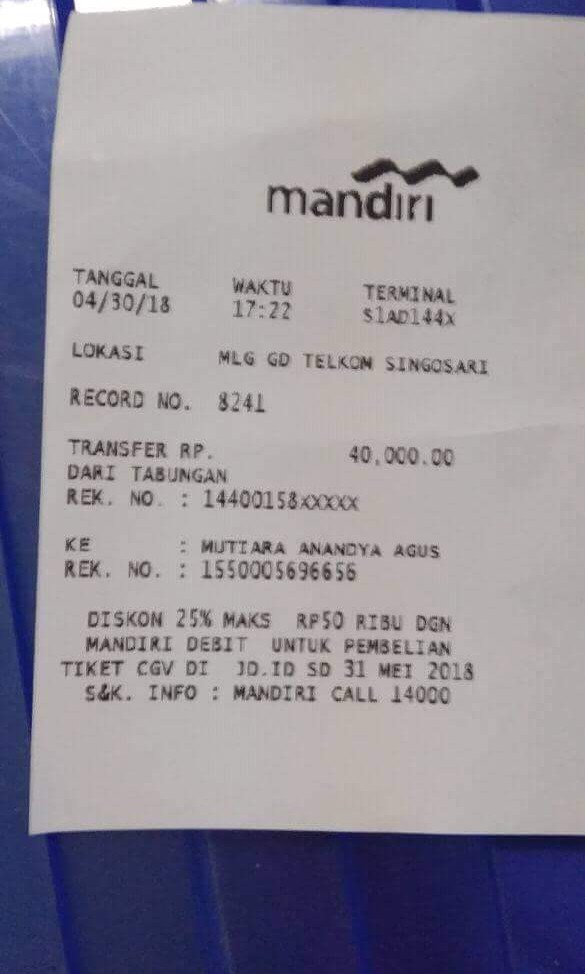 mandiri
TANGGAL WAKTU TERMINAL
04/30/18 17:22 S1AD144X
LOKASI MLG GD TELKOM SINGOSARI
RECORD NO. 8241
TRANSFER RP. 40,000.00
DARI TABUNGAN
REK. NO. : 14400158xxxxx
KE : MUTIARA ANANDYA AGUS
REK. NO. : 1550005696656
DISKON 25% MAKS RP50 RIBU DGN
MANDIRI DEBIT UNTUK PEMBELIAN
TIKET CGV DI JD.ID SD 31 MEI 2018
S&K. INFO : MANDIRI CALL 14000